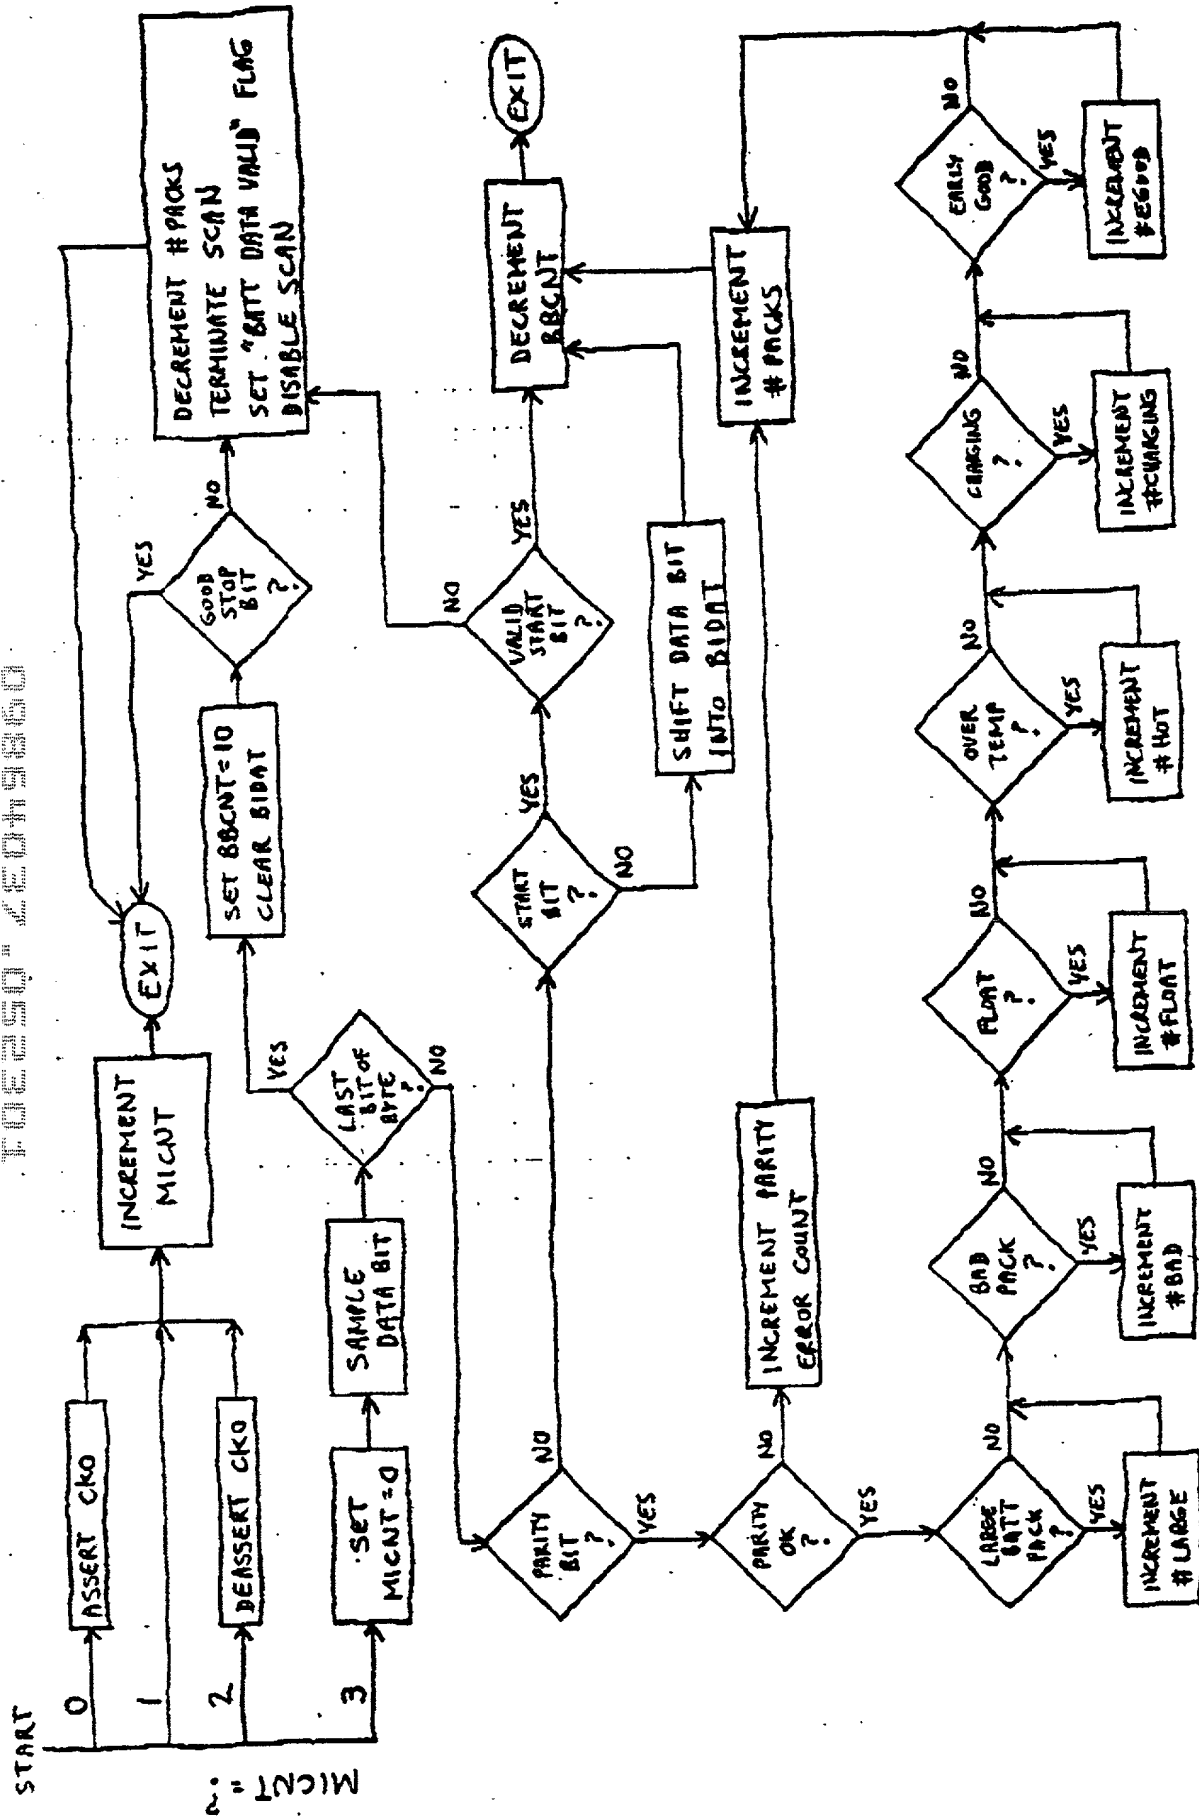 START
MICNT = ?
0
ASSERT CKO
1
INCREMENT
MICNT
EXIT
2
DEASSERT CKO
3
SET
MICNT=0
SAMPLE
DATA BIT
LAST
BIT OF
BYTE
?
YES
NO
SET BBCNT=10
CLEAR BIDAT
GOOD
STOP
BIT
?
YES
NO
DECREMENT #PACKS
TERMINATE SCAN
SET "BATT DATA VALID" FLAG
DISABLE SCAN
PARITY
BIT
?
NO
YES
START
BIT
?
YES
NO
VALID
START
BIT
?
NO
YES
DECREMENT
BBCNT
EXIT
SHIFT DATA BIT
INTO BIDAT
PARITY
OK
?
NO
YES
INCREMENT PARITY
ERROR COUNT
INCREMENT
# PACKS
LARGE
BATT
PACK
?
NO
YES
INCREMENT
#LARGE
BAD
PACK
?
NO
YES
INCREMENT
#BAD
FLOAT
?
NO
YES
INCREMENT
#FLOAT
OVER
TEMP
?
NO
YES
INCREMENT
#HOT
CHARGING
?
NO
YES
INCREMENT
#CHARGING
EARLY
GOOD
?
NO
YES
INCREMENT
#EGOOD